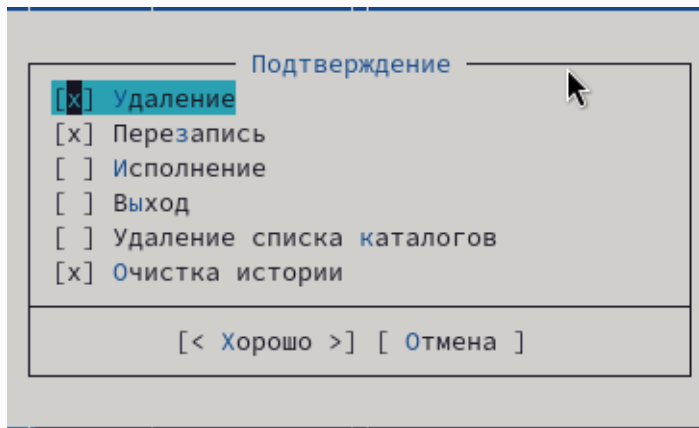 Подтверждение
[x] Удаление
[x] Перезапись
[ ] Исполнение
[ ] Выход
[ ] Удаление списка каталогов
[x] Очистка истории
[< Хорошо >] [ Отмена ]